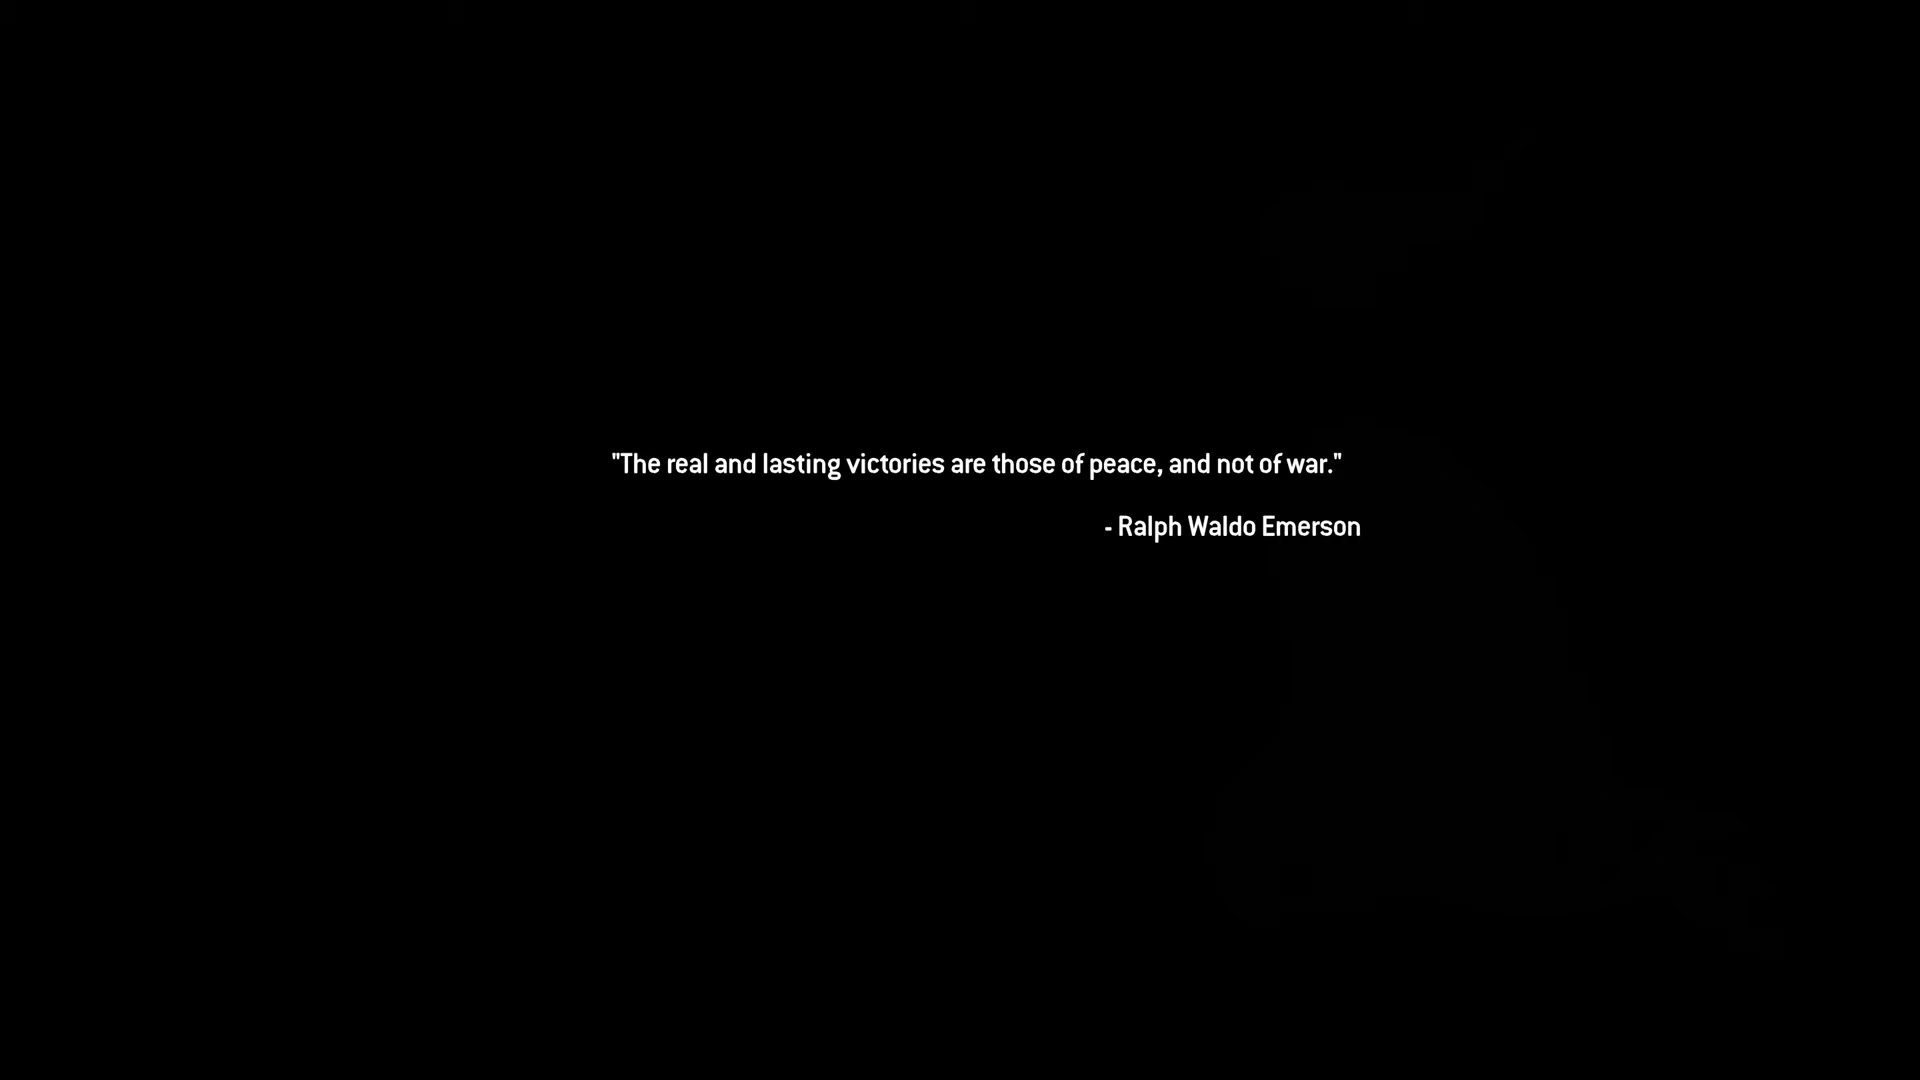 "The real and lasting victories are those of peace, and not of war."
- Ralph Waldo Emerson